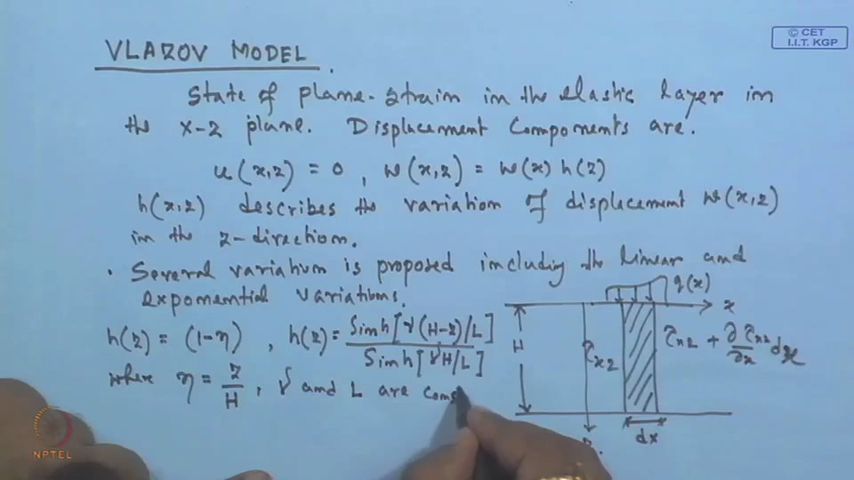 © CET
I.I.T. KGP
VLAZOV MODEL
State of plane-strain in the elastic layer in
the x-z plane. Displacement Components are.
u(x,z) = 0 , w(x,z) = w(x) h(z)
h(x,z) describes the variation of displacement w(x,z)
in the z-direction.
• Several variation is proposed including the linear and
exponential variations.
h(z) = (1-η) , h(z) = Sinh[γ(H-z)/L] / Sinh[γH/L]
where η = z/H , γ and L are cons
q(x)
x
H
τxz
τxz + ∂τxz/∂x dx
dx
NPTEL